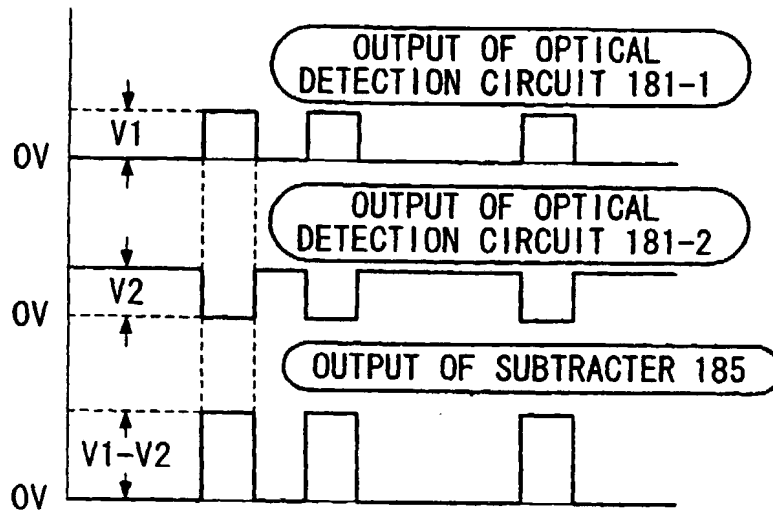 OUTPUT OF OPTICAL
DETECTION CIRCUIT 181-1
V1
0V
OUTPUT OF OPTICAL
DETECTION CIRCUIT 181-2
V2
0V
OUTPUT OF SUBTRACTER 185
V1-V2
0V